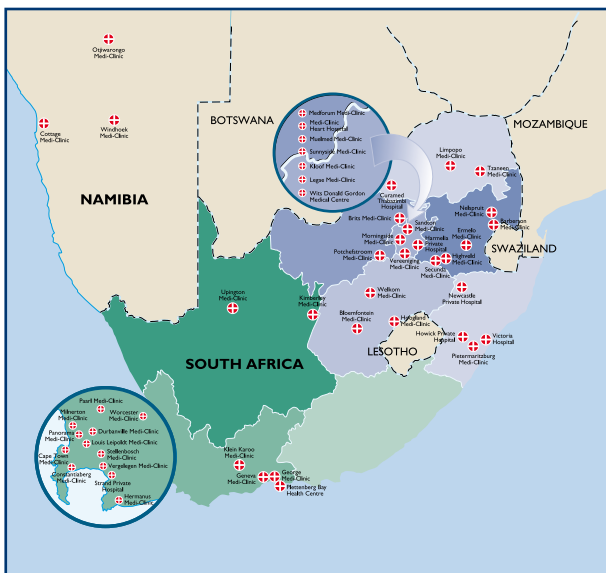 Otjiwarongo
Medi-Clinic
Cottage
Medi-Clinic
Windhoek
Medi-Clinic
NAMIBIA
BOTSWANA
MOZAMBIQUE
Medforum Medi-Clinic
Medi-Clinic
Heart Hospital
Muelmed Medi-Clinic
Sunnyside Medi-Clinic
Kloof Medi-Clinic
Legae Medi-Clinic
Wits Donald Gordon
Medical Centre
Limpopo
Medi-Clinic
Tzaneen
Medi-Clinic
Curamed
Thabazimbi
Hospital
Nelspruit
Medi-Clinic
Barberton
Medi-Clinic
Brits Medi-Clinic
Sandton
Medi-Clinic
Ermelo
Medi-Clinic
Morningside
Medi-Clinic
Hermelia
Private
Hospital
SWAZILAND
Potchefstroom
Medi-Clinic
Vereeniging
Medi-Clinic
Secunda
Medi-Clinic
Highveld
Medi-Clinic
Upington
Medi-Clinic
Kimberley
Medi-Clinic
Welkom
Medi-Clinic
Newcastle
Private Hospital
Bloemfontein
Medi-Clinic
Hoogland
Medi-Clinic
Howick Private
Hospital
Victoria
Hospital
Pietermaritzburg
Medi-Clinic
LESOTHO
SOUTH AFRICA
Paarl Medi-Clinic
Milnerton
Medi-Clinic
Worcester
Medi-Clinic
Panorama
Medi-Clinic
Durbanville Medi-Clinic
Louis Leipoldt Medi-Clinic
Cape Town
Medi-Clinic
Stellenbosch
Medi-Clinic
Vergelegen Medi-Clinic
Constantiaberg
Medi-Clinic
Strand Private
Hospital
Hermanus
Medi-Clinic
Klein Karoo
Medi-Clinic
Geneva
Medi-Clinic
George
Medi-Clinic
Plettenberg Bay
Health Centre